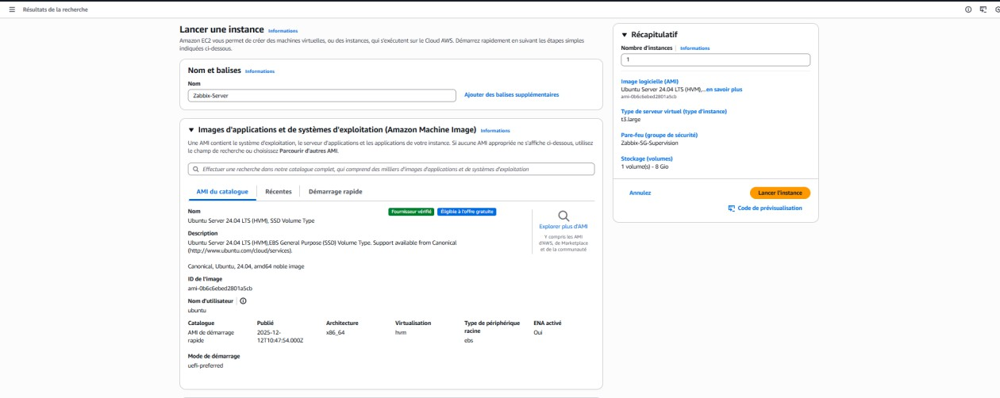 Résultats de la recherche
Lancer une instance Informations
Amazon EC2 vous permet de créer des machines virtuelles, ou des instances, qui s'exécutent sur le Cloud AWS. Démarrez rapidement en suivant les étapes simples
indiquées ci-dessous.
Nom et balises Informations
Nom
Zabbix-Server
Ajouter des balises supplémentaires
Images d'applications et de systèmes d'exploitation (Amazon Machine Image) Informations
Une AMI contient le système d'exploitation, le serveur d'applications et les applications de votre instance. Si aucune AMI appropriée ne s'affiche ci-dessous, utilisez
le champ de recherche ou choisissez Parcourir d'autres AMI.
Effectuer une recherche dans notre catalogue complet, qui comprend des milliers d'images d'applications et de systèmes d'exploitation
AMI du catalogue
Récentes
Démarrage rapide
Nom
Ubuntu Server 24.04 LTS (HVM), SSD Volume Type
Fournisseur vérifié
Éligible à l'offre gratuite
Description
Ubuntu Server 24.04 LTS (HVM),EBS General Purpose (SSD) Volume Type. Support available from Canonical
(http://www.ubuntu.com/cloud/services).
Canonical, Ubuntu, 24.04, amd64 noble image
ID de l'image
ami-0b6c6ebed2801a5cb
Nom d'utilisateur
ubuntu
Catalogue
AMI de démarrage
rapide
Publié
2025-12-
12T10:47:54.000Z
Architecture
x86_64
Virtualisation
hvm
Type de périphérique
racine
ebs
ENA activé
Oui
Mode de démarrage
uefi-preferred
Explorer plus d'AMI
Y compris les AMI
d'AWS, de Marketplace
et de la communauté
Récapitulatif
Nombre d'instances Informations
1
Image logicielle (AMI)
Ubuntu Server 24.04 LTS (HVM),...en savoir plus
ami-0b6c6ebed2801a5cb
Type de serveur virtuel (type d'instance)
t3.large
Pare-feu (groupe de sécurité)
Zabbix-SG-Supervision
Stockage (volumes)
1 volume(s) - 8 Gio
Annulez
Lancer l'instance
Code de prévisualisation